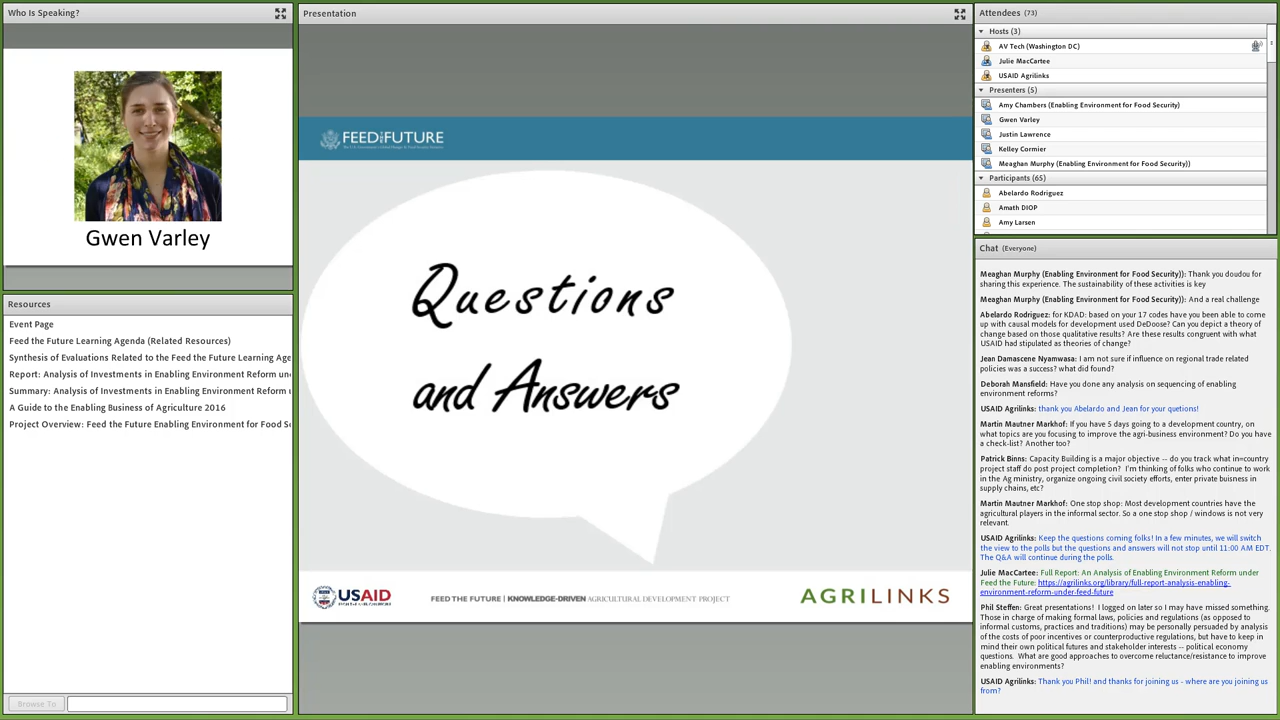 Who Is Speaking?
Gwen Varley
Resources
Event Page
Feed the Future Learning Agenda (Related Resources)
Synthesis of Evaluations Related to the Feed the Future Learning Age
Report: Analysis of Investments in Enabling Environment Reform un
Summary: Analysis of Investments in Enabling Environment Reform u
A Guide to the Enabling Business of Agriculture 2016
Project Overview: Feed the Future Enabling Environment for Food S
Browse To
Presentation
FEED THE FUTURE
Questions
and Answers
USAID
FEED THE FUTURE | KNOWLEDGE-DRIVEN AGRICULTURAL DEVELOPMENT PROJECT
AGRILINKS
Attendees (73)
Hosts (3)
AV Tech (Washington DC)
Julie MacCartee
USAID Agrilinks
Presenters (5)
Amy Chambers (Enabling Environment for Food Security)
Gwen Varley
Justin Lawrence
Kelley Cormier
Meaghan Murphy (Enabling Environment for Food Security))
Participants (65)
Abelardo Rodriguez
Amath DIOP
Amy Larsen
Chat (Everyone)
Meaghan Murphy (Enabling Environment for Food Security)): Thank you doudou for
sharing this experience. The sustainability of these activities is key
Meaghan Murphy (Enabling Environment for Food Security)): And a real challenge
Abelardo Rodriguez: for KDAD: based on your 17 codes have you been able to come
up with causal models for development used DeDoose? Can you depict a theory of
change based on those qualitative results? Are these results congruent with what
USAID had stipulated as theories of change?
Jean Damascene Nyamwasa: I am not sure if influence on regional trade related
policies was a success? what did found?
Deborah Mansfield: Have you done any analysis on sequencing of enabling
environment reforms?
USAID Agrilinks: thank you Abelardo and Jean for your quetions!
Martin Mautner Markhof: If you have 5 days going to a development country, on
what topics are you focusing to improve the agri-business environment? Do you have
a check-list? Another too?
Patrick Binns: Capacity Building is a major objective -- do you track what in=country
project staff do post project completion? I'm thinking of folks who continue to work
in the Ag ministry, organize ongoing civil society efforts, enter private buisness in
supply chains, etc?
Martin Mautner Markhof: One stop shop: Most development countries have the
agricultural players in the informal sector. So a one stop shop / windows is not very
relevant.
USAID Agrilinks: Keep the questions coming folks! In a few minutes, we will switch
the view to the polls but the questions and answers will not stop until 11:00 AM EDT.
The Q&A will continue during the polls.
Julie MacCartee: Full Report: An Analysis of Enabling Environment Reform under
Feed the Future: https://agrilinks.org/library/full-report-analysis-enabling-
environment-reform-under-feed-future
Phil Steffen: Great presentations! I logged on later so I may have missed something.
Those in charge of making formal laws, policies and regulations (as opposed to
informal customs, practices and traditions) may be personally persuaded by analysis
of the costs of poor incentives or counterproductive regulations, but have to keep in
mind their own political futures and stakeholder interests -- political economy
questions. What are good approaches to overcome reluctance/resistance to improve
enabling environments?
USAID Agrilinks: Thank you Phil! and thanks for joining us - where are you joining us
from?